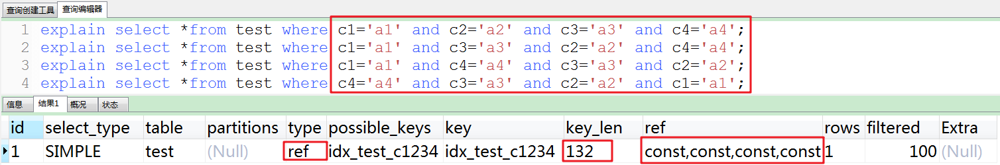 查询创建工具 查询编辑器
1 explain select *from test where c1='a1' and c2='a2' and c3='a3' and c4='a4';
2 explain select *from test where c1='a1' and c3='a3' and c2='a2' and c4='a4';
3 explain select *from test where c1='a1' and c4='a4' and c3='a3' and c2='a2';
4 explain select *from test where c4='a4' and c3='a3' and c2='a2' and c1='a1';
信息 结果1 概况 状态
id select_type table partitions type possible_keys key key_len ref rows filtered Extra
1 SIMPLE test (Null) ref idx_test_c1234 idx_test_c1234 132 const,const,const,const 1 100 (Null)